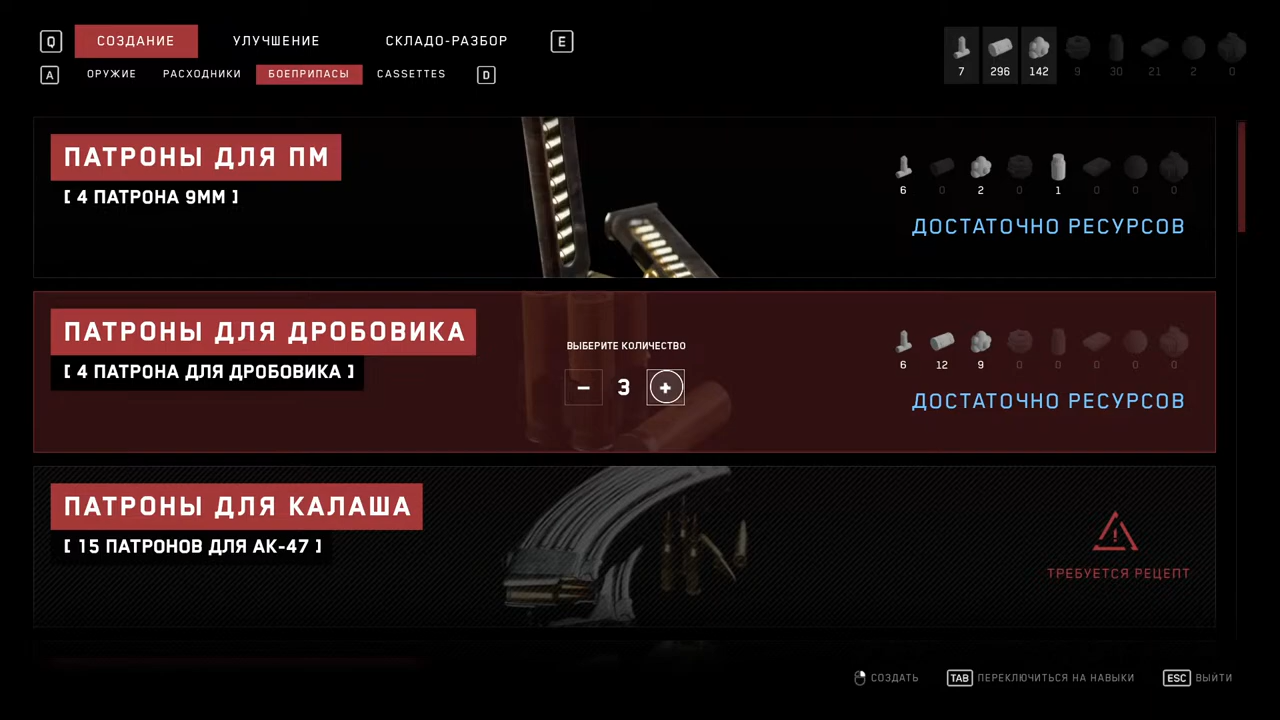 Q СОЗДАНИЕ УЛУЧШЕНИЕ СКЛАДО-РАЗБОР E
A ОРУЖИЕ РАСХОДНИКИ БОЕПРИПАСЫ CASSETTES D
7 296 142 9 30 21 2 0
ПАТРОНЫ ДЛЯ ПМ
[ 4 ПАТРОНА 9ММ ]
6 0 2 0 1 0 0 0
ДОСТАТОЧНО РЕСУРСОВ
ПАТРОНЫ ДЛЯ ДРОБОВИКА
[ 4 ПАТРОНА ДЛЯ ДРОБОВИКА ]
ВЫБЕРИТЕ КОЛИЧЕСТВО
− 3 +
6 12 9 0 0 0 0 0
ДОСТАТОЧНО РЕСУРСОВ
ПАТРОНЫ ДЛЯ КАЛАША
[ 15 ПАТРОНОВ ДЛЯ АК-47 ]
ТРЕБУЕТСЯ РЕЦЕПТ
СОЗДАТЬ TAB ПЕРЕКЛЮЧИТЬСЯ НА НАВЫКИ ESC ВЫЙТИ